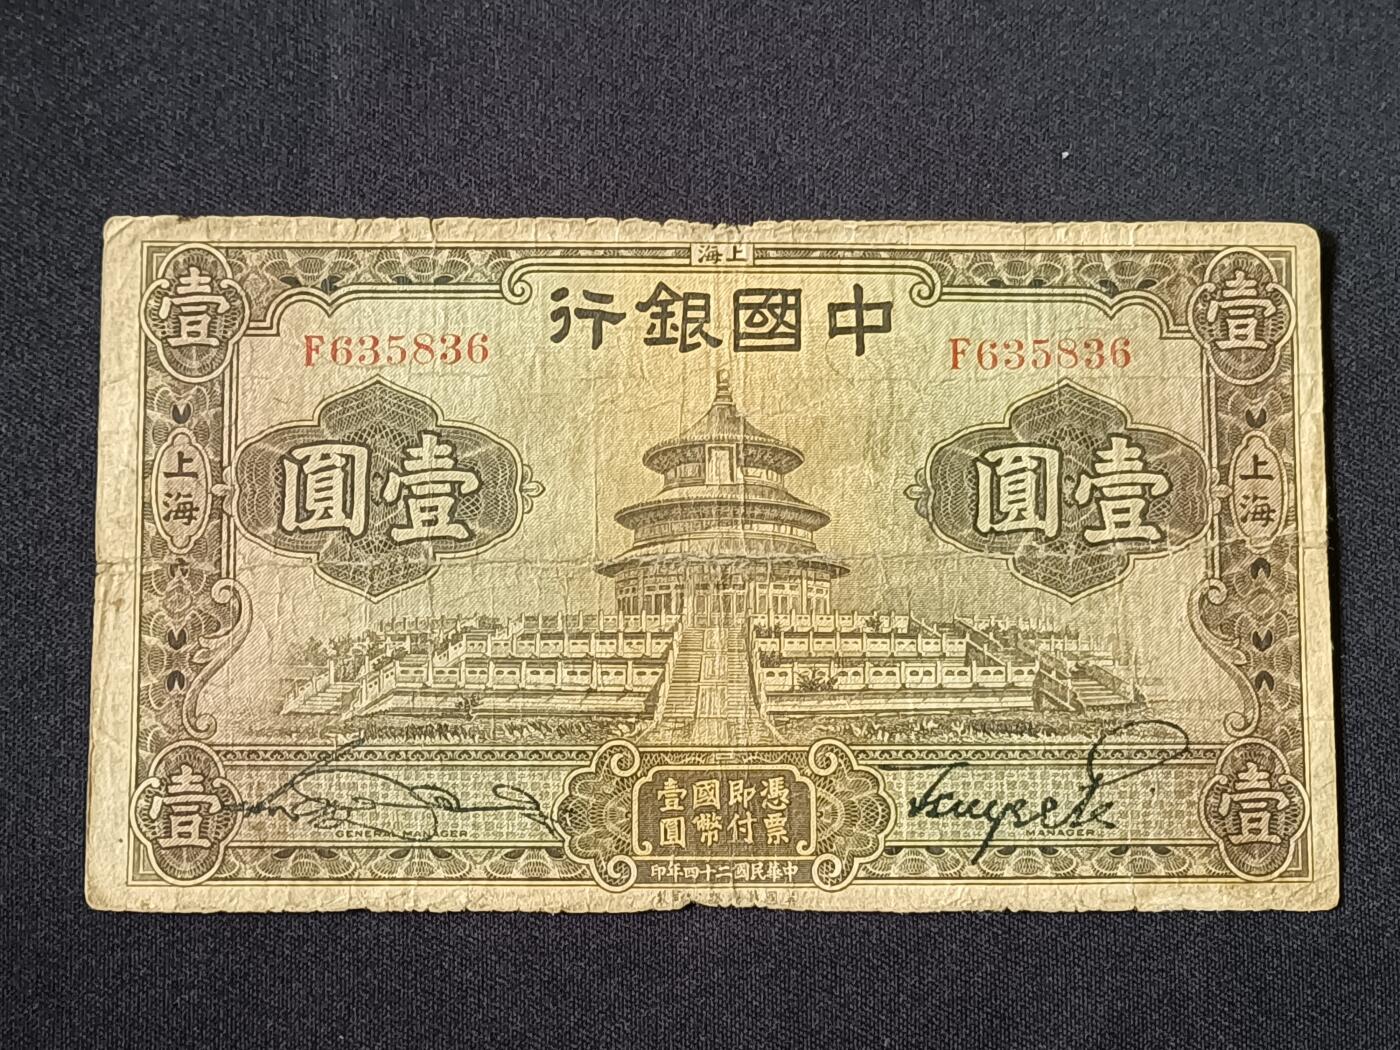 上海
中國銀行
壹
壹
F635836
F635836
壹圓
壹圓
上海
上海
憑票
即付
國幣
壹圓
壹
壹
GENERAL MANAGER
MANAGER
中華民國二十四年印